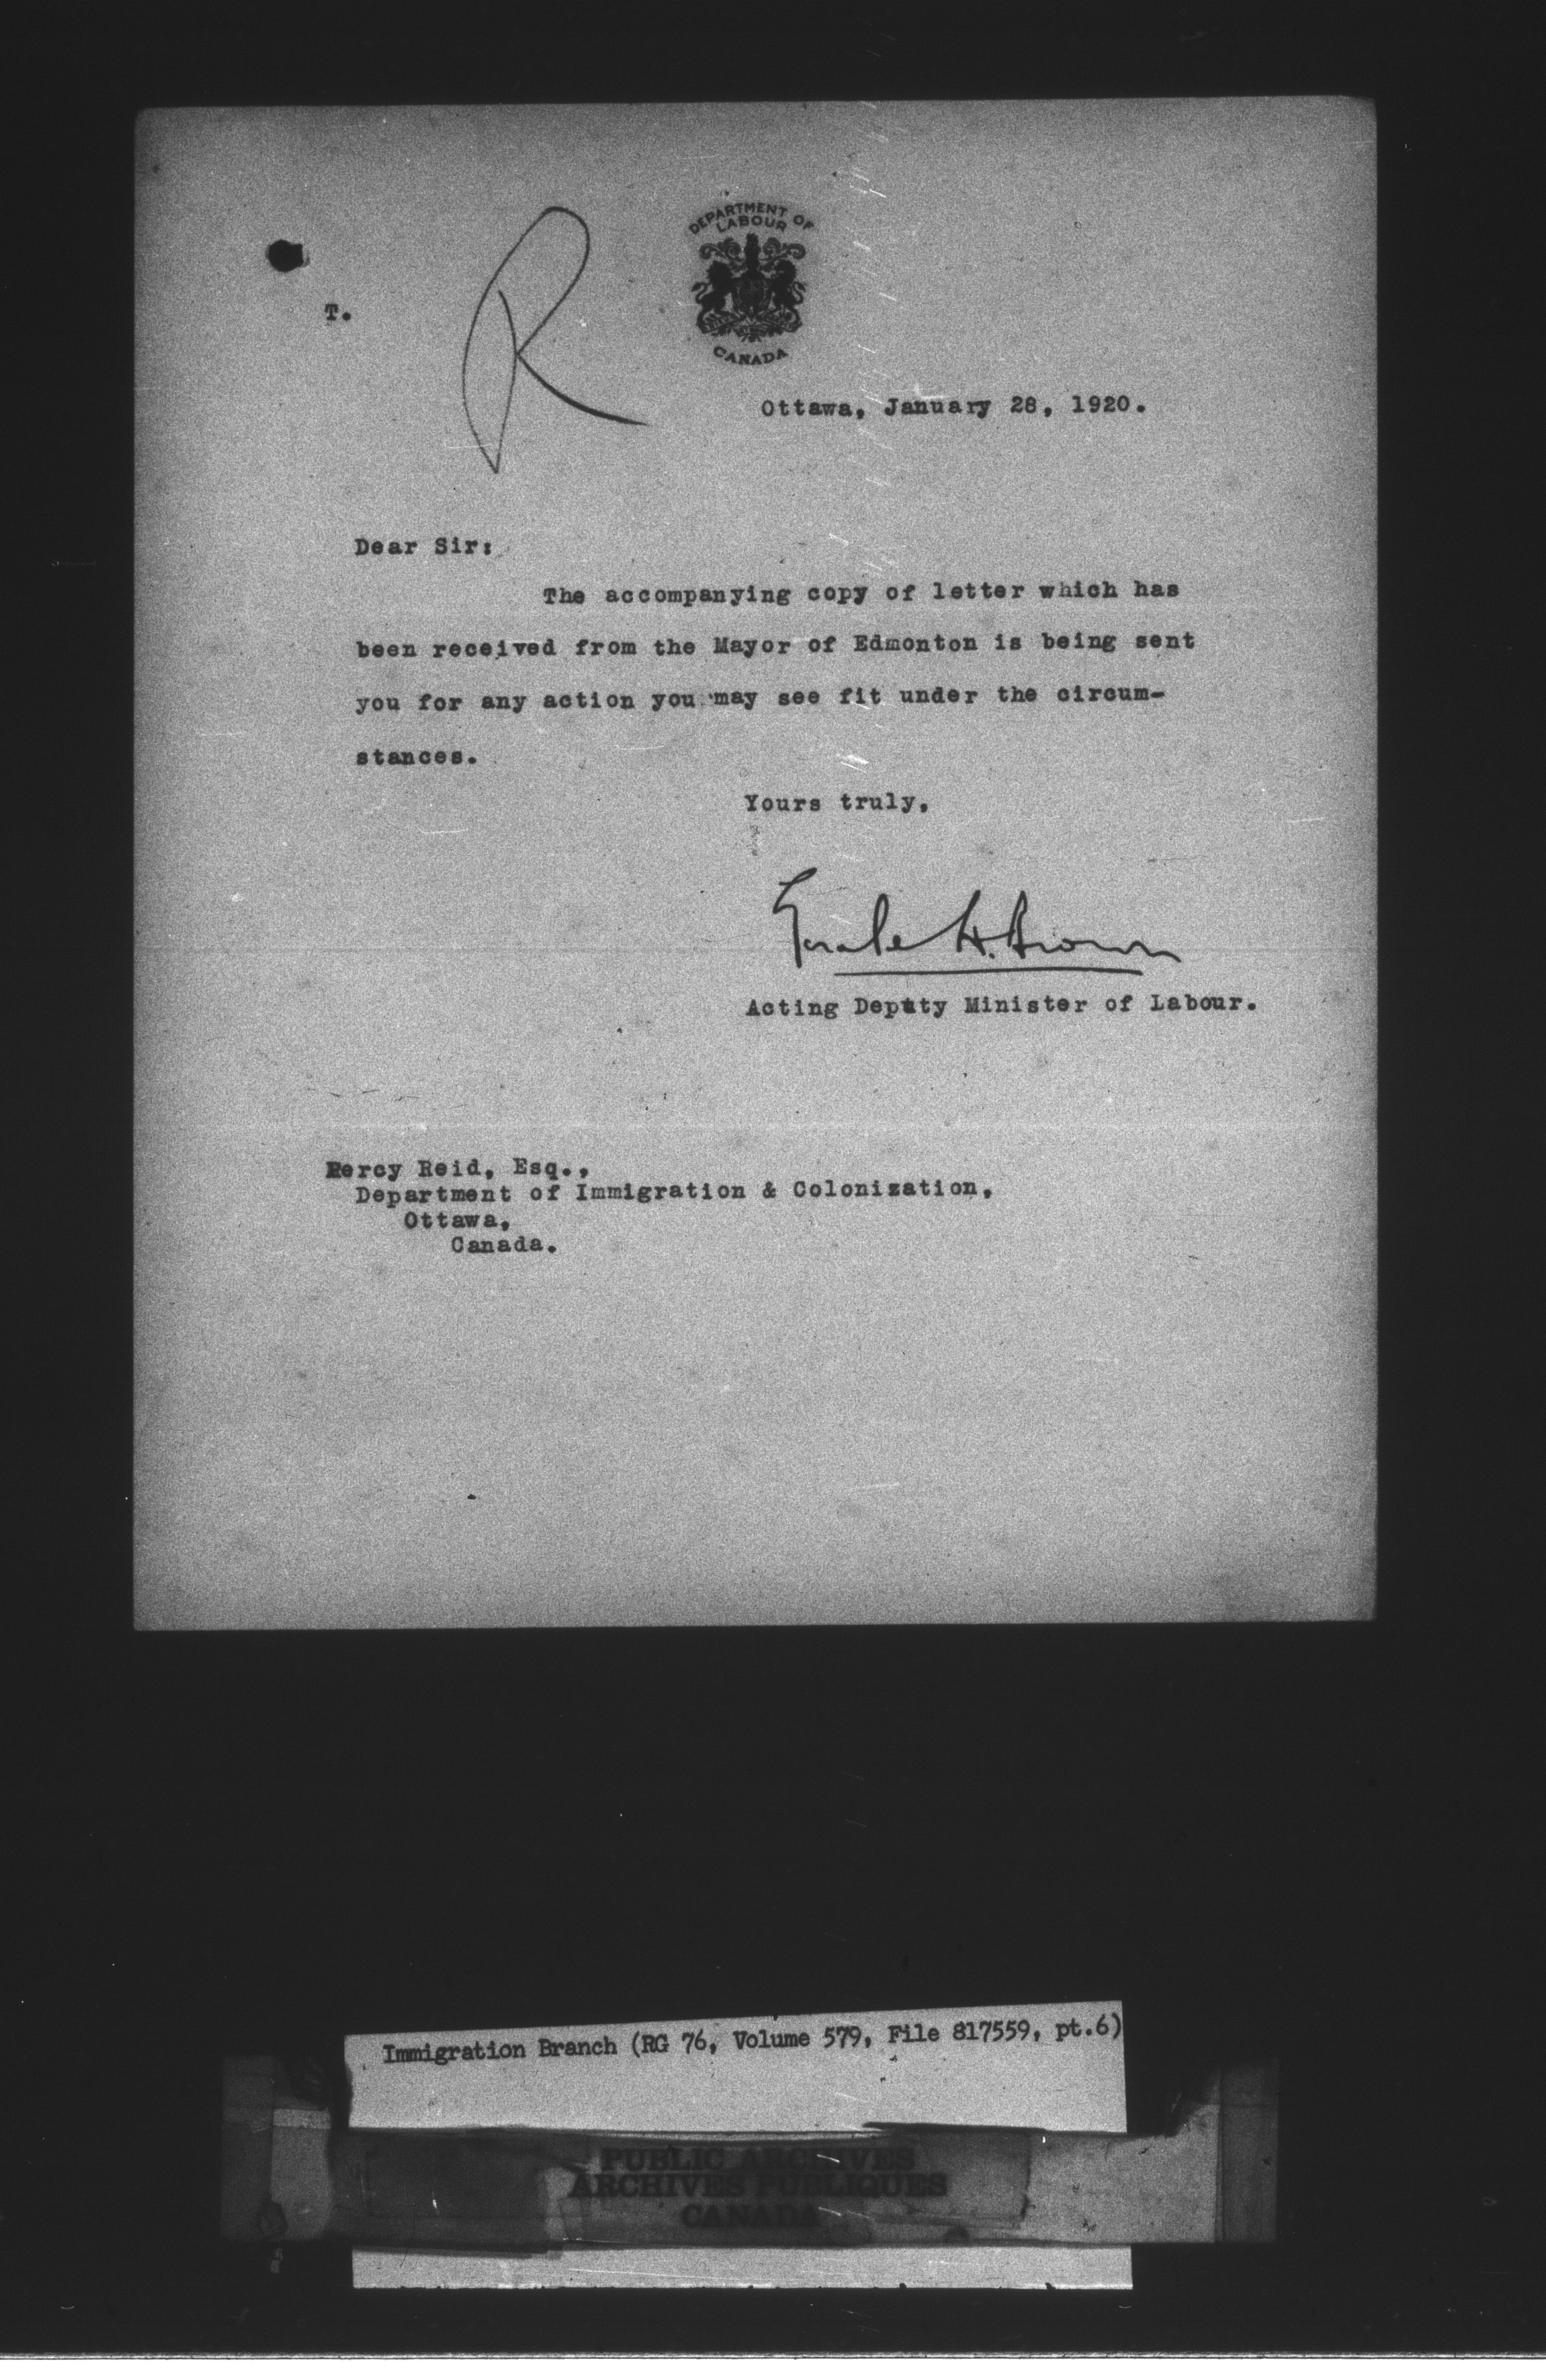 R
DEPARTMENT OF
LABOUR
CANADA
T.
Ottawa, January 28, 1920.
Dear Sir:
The accompanying copy of letter which has
been received from the Mayor of Edmonton is being sent
you for any action you may see fit under the circum-
stances.
Yours truly,
H. Brown
Acting Deputy Minister of Labour.
Percy Reid, Esq.,
Department of Immigration & Colonization,
Ottawa,
Canada.
Immigration Branch (RG 76, Volume 579, File 817559, pt.6)
PUBLIC ARCHIVES
ARCHIVES PUBLIQUES
CANADA